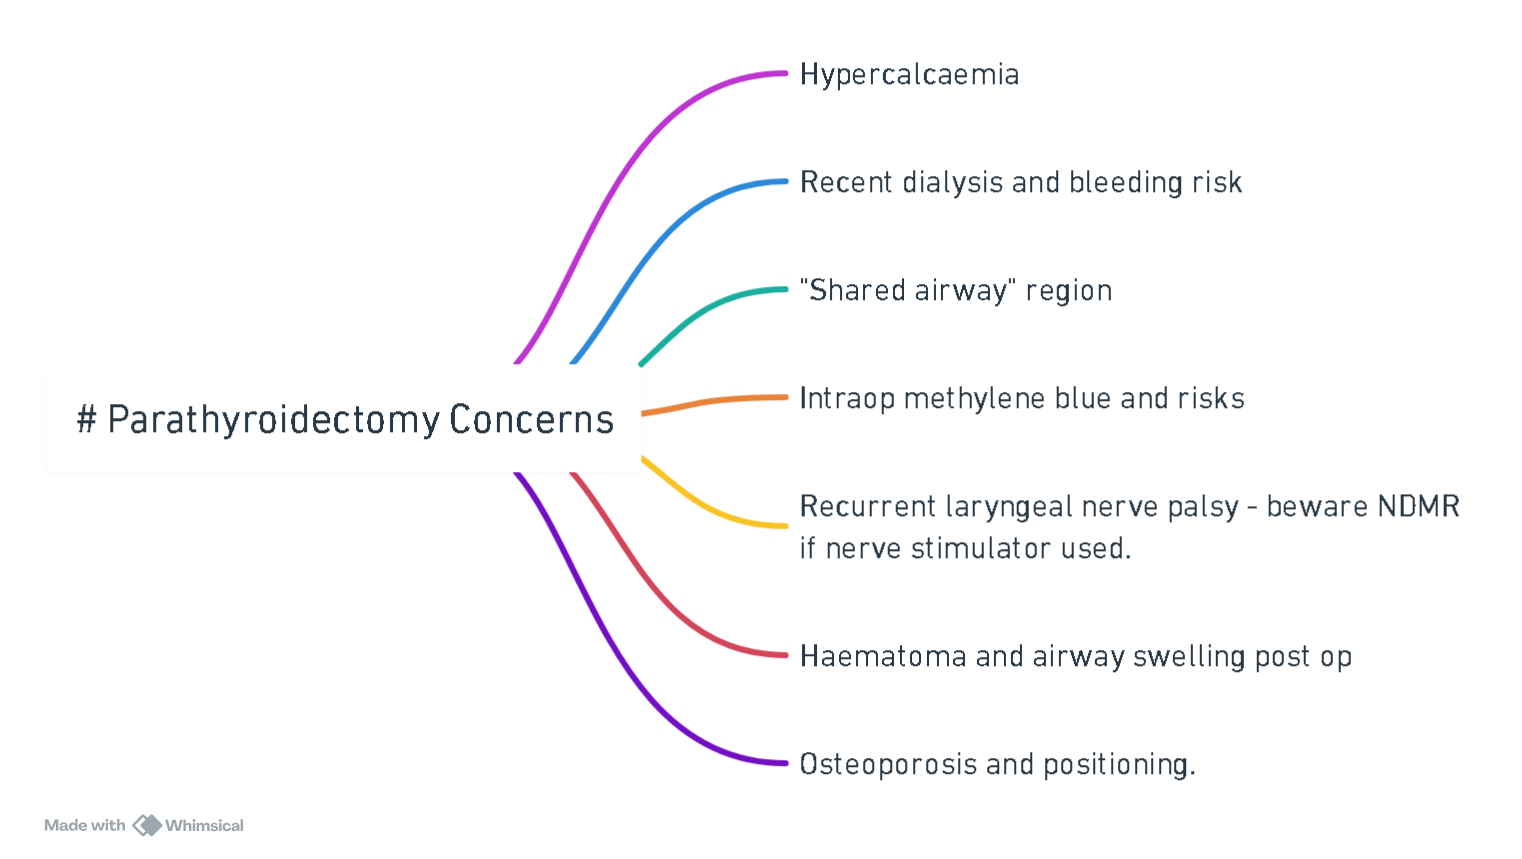 Hypercalcaemia
Recent dialysis and bleeding risk
"Shared airway" region
# Parathyroidectomy Concerns
Intraop methylene blue and risks
Recurrent laryngeal nerve palsy - beware NDMR
if nerve stimulator used.
Haematoma and airway swelling post op
Osteoporosis and positioning.
Made with Whimsical